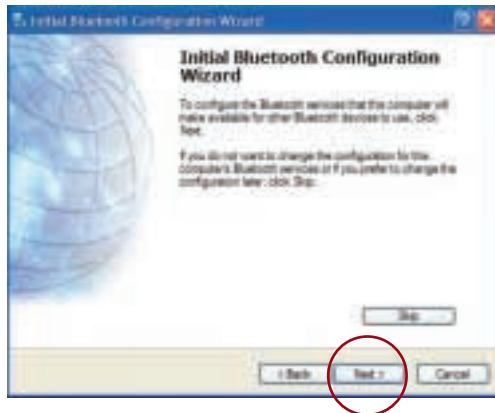 Initial Bluetooth Configuration Wizard
Initial Bluetooth Configuration
Wizard
To configure the Bluetooth services that this computer will
make available for other Bluetooth devices to use, click
Next.
If you do not want to change the configuration for this
computer's Bluetooth services or if you prefer to change the
configuration later, click Skip.
Skip
< Back
Next >
Cancel